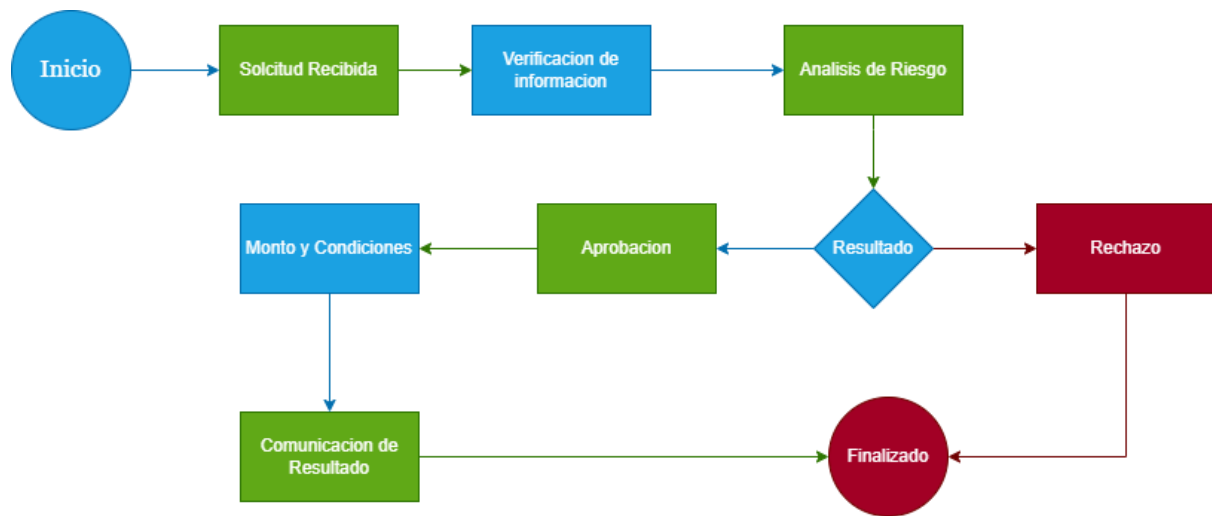 Inicio
Solcitud Recibida
Verificacion de
informacion
Analisis de Riesgo
Monto y Condiciones
Aprobacion
Resultado
Rechazo
Comunicacion de
Resultado
Finalizado